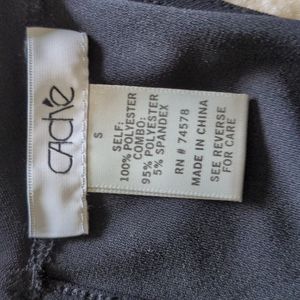 CACHE
S
SELF:
100% POLYESTER
COMBO:
95% POLYESTER
5% SPANDEX
RN # 74578
MADE IN CHINA
SEE REVERSE
FOR CARE